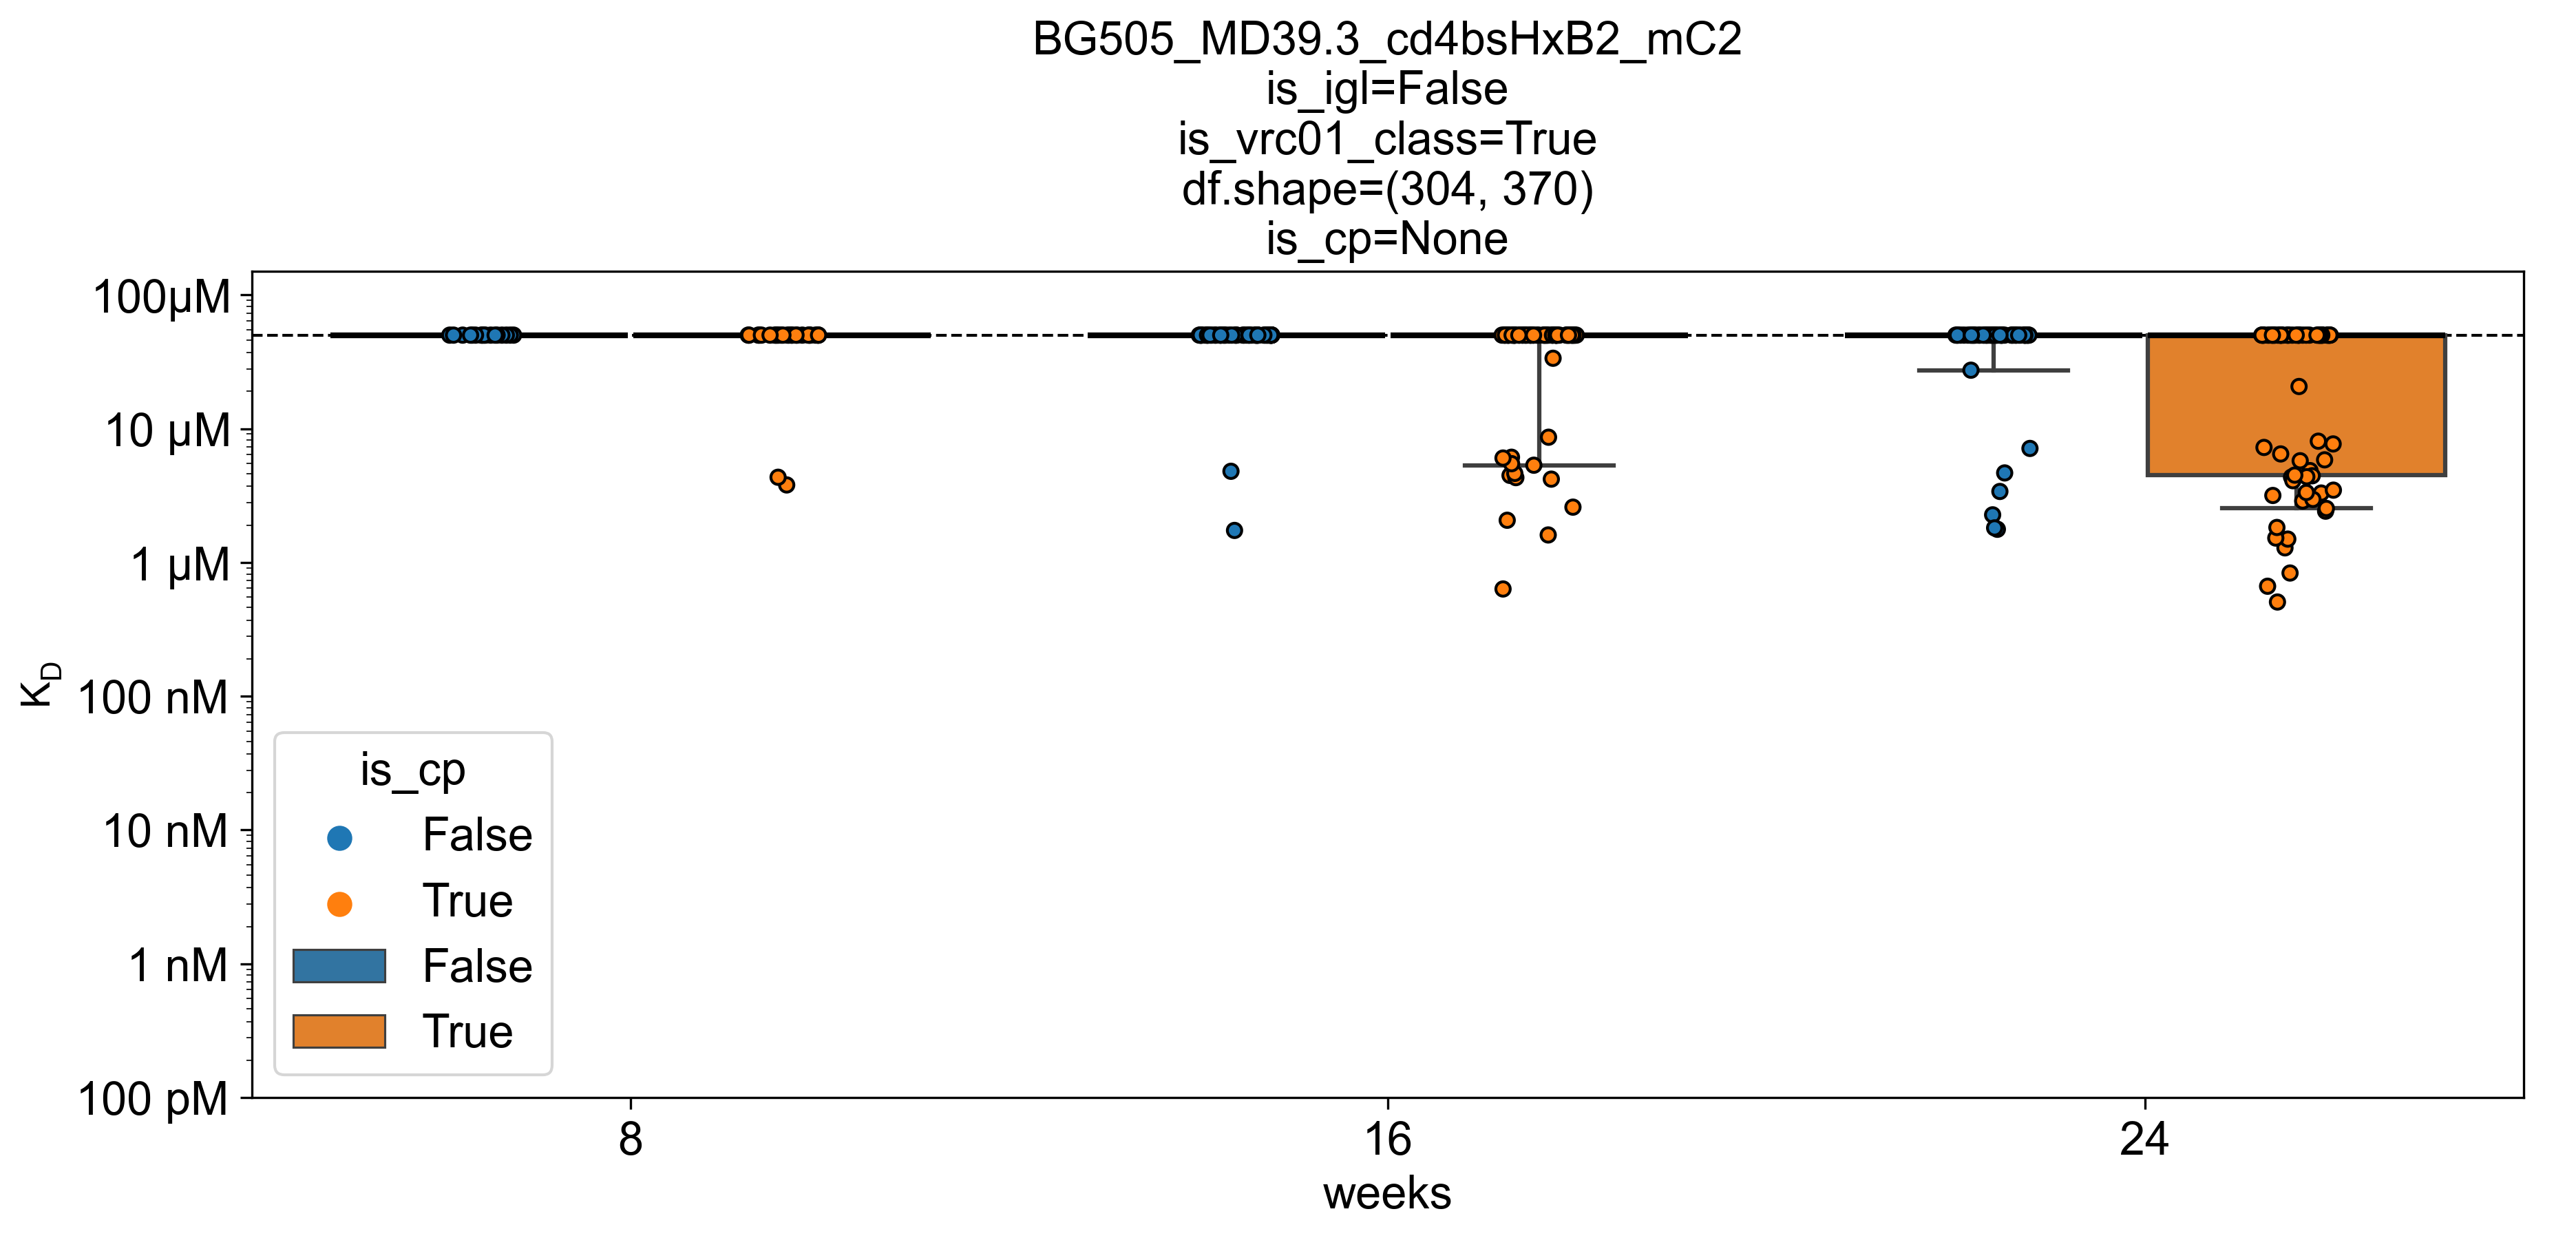 BG505_MD39.3_cd4bsHxB2_mC2
is_igl=False
is_vrc01_class=True
df.shape=(304, 370)
is_cp=None
100µM
10 µM
1 µM
100 nM
10 nM
1 nM
100 pM
K_D
is_cp
False
True
False
True
8
16
24
weeks